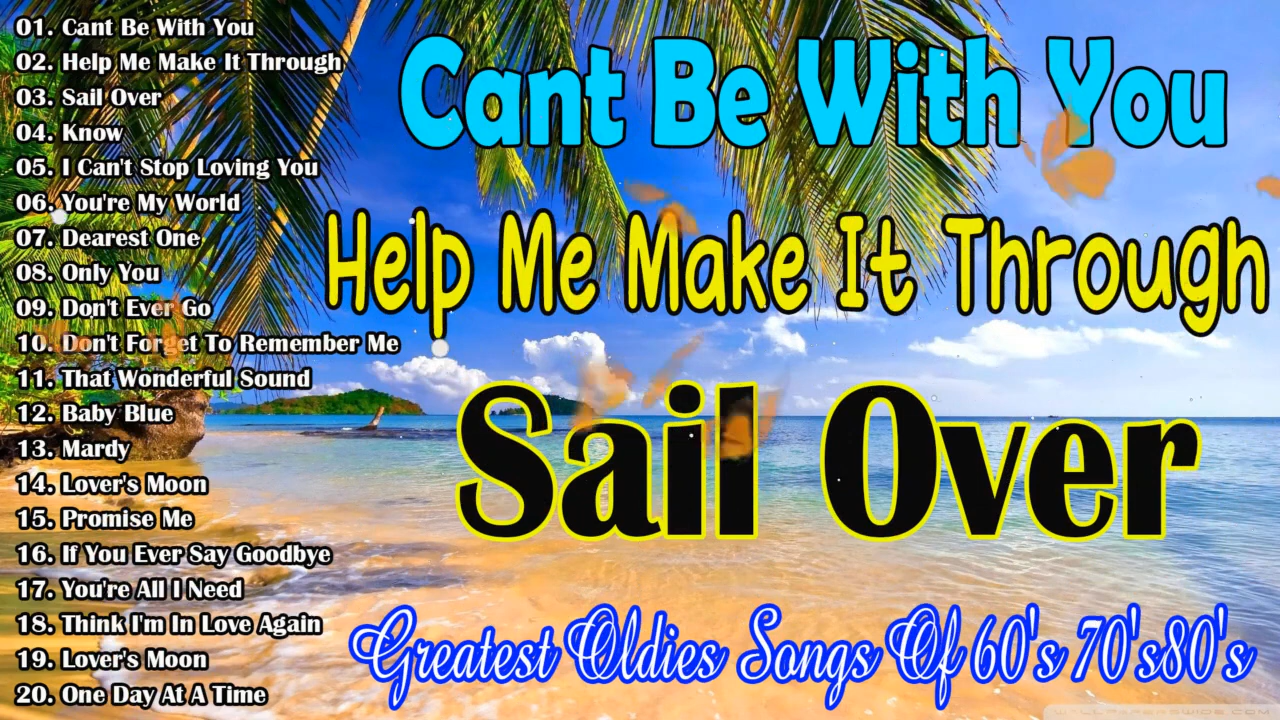 01. Cant Be With You
02. Help Me Make It Through
03. Sail Over
04. Know
05. I Can't Stop Loving You
06. You're My World
07. Dearest One
08. Only You
09. Don't Ever Go
10. Don't Forget To Remember Me
11. That Wonderful Sound
12. Baby Blue
13. Mardy
14. Lover's Moon
15. Promise Me
16. If You Ever Say Goodbye
17. You're All I Need
18. Think I'm In Love Again
19. Lover's Moon
20. One Day At A Time
Cant Be With You
Help Me Make It Through
Sail Over
Greatest Oldies Songs Of 60's 70's80's
WALLPAPERSWIDE.COM